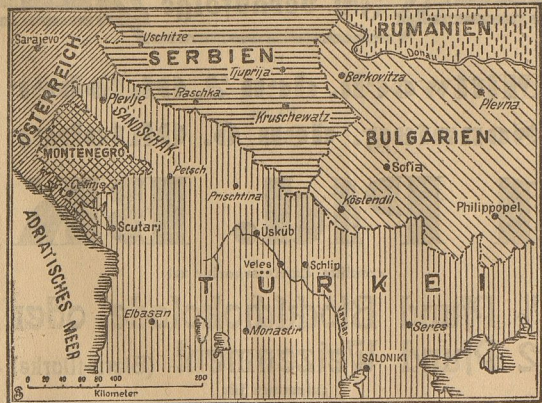 RUMÄNIEN
Sarajevo
Uschitze
Donau
SERBIEN
Tjuprija
Berkovitza
ÖSTERREICH
Plevlje
Raschka
Plevna
SANDSCHAK
Kruschewatz
BULGARIEN
MONTENEGRO
Sofia
Petsch
Cetinje
Prischtina
Köstendil
Philippopel
Scutari
Üsküb
ADRIATISCHES MEER
Veles
Schtip
TÜRKEI
Vardar
Elbasan
Monastir
Seres
SALONIKI
0 20 40 60 80 100 200
Kilometer